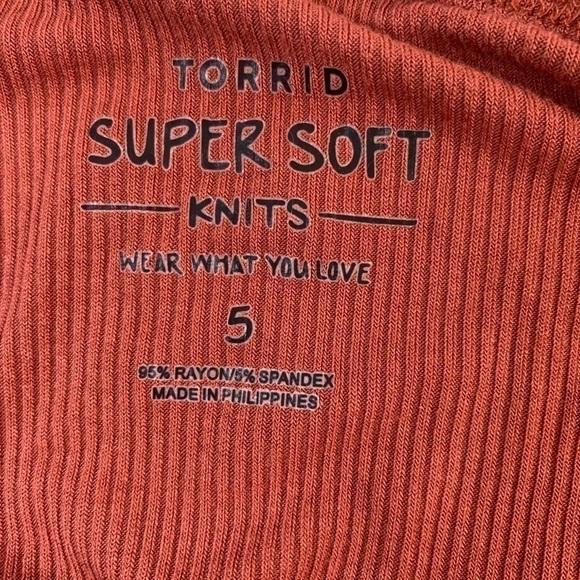 TORRID
SUPER SOFT
KNITS
WEAR WHAT YOU LOVE
5
95% RAYON/5% SPANDEX
MADE IN PHILIPPINES